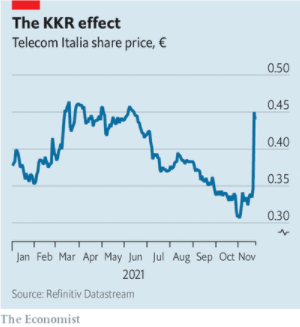 The KKR effect
Telecom Italia share price, €
0.50
0.45
0.40
0.35
0.30
Jan Feb Mar Apr May Jun Jul Aug Sep Oct Nov
2021
Source: Refinitiv Datastream
The Economist